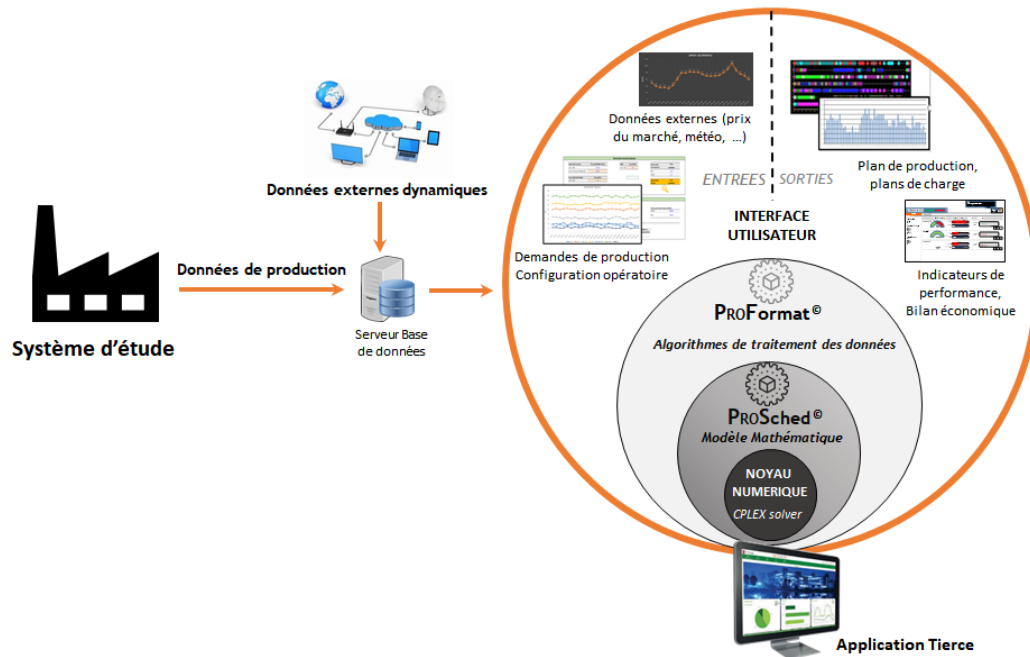 Données externes (prix
du marché, météo, ...)
Plan de production,
plans de charge
ENTREES
SORTIES
Données externes dynamiques
INTERFACE
UTILISATEUR
Demandes de production
Configuration opératoire
Indicateurs de
performance,
Bilan économique
Données de production
Serveur Base
de données
Système d'étude
PROFormat ©
Algorithmes de traitement des données
PROSched ©
Modèle Mathématique
NOYAU
NUMERIQUE
CPLEX solver
Application Tierce